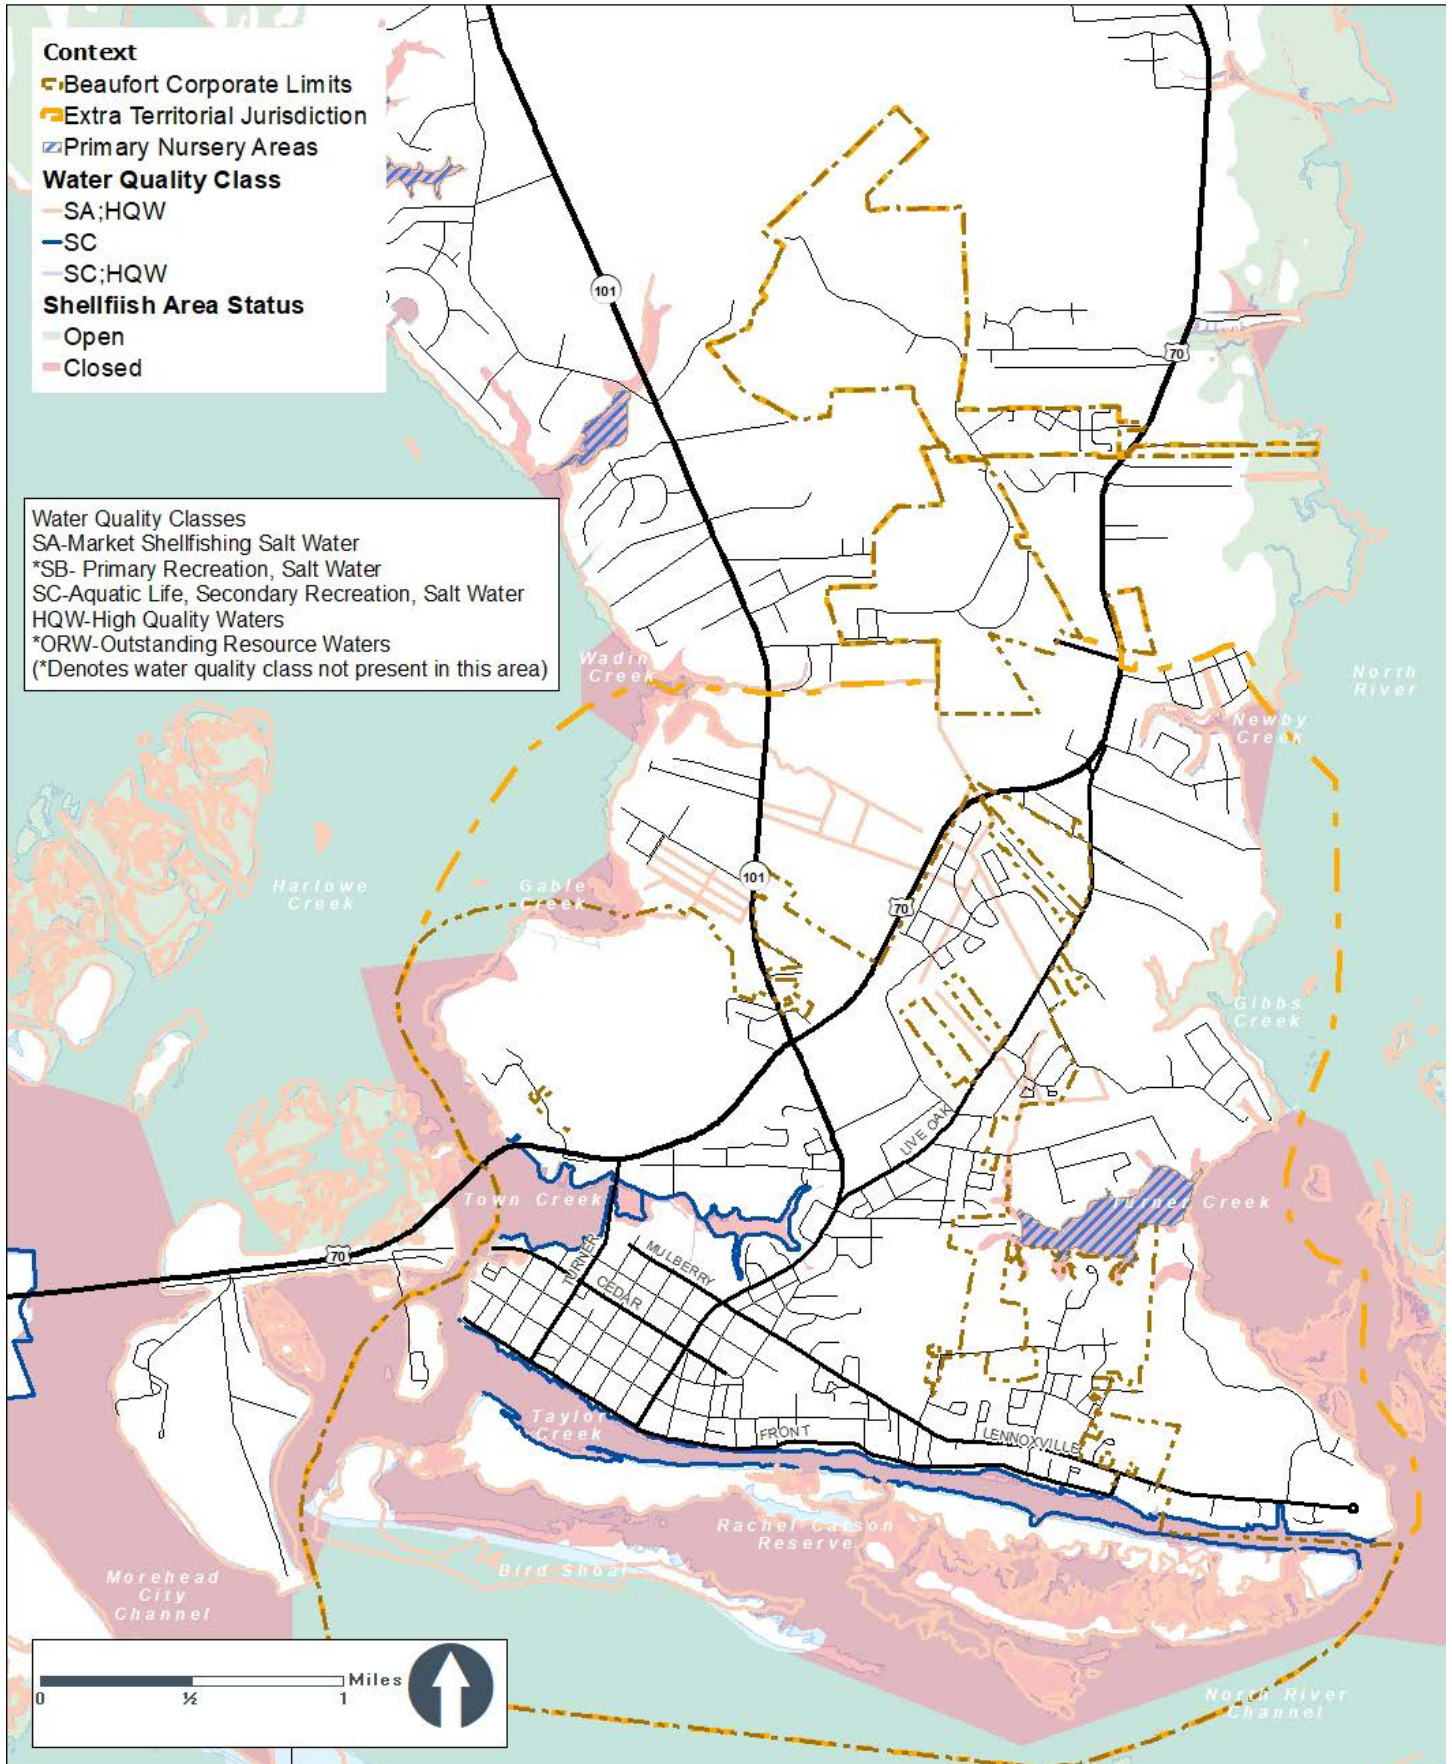 Context
Beaufort Corporate Limits
Extra Territorial Jurisdiction
Primary Nursery Areas
Water Quality Class
SA;HQW
SC
SC;HQW
Shellfiish Area Status
Open
Closed
101
70
Water Quality Classes
SA-Market Shellfishing Salt Water
*SB- Primary Recreation, Salt Water
SC-Aquatic Life, Secondary Recreation, Salt Water
HQW-High Quality Waters
*ORW-Outstanding Resource Waters
(*Denotes water quality class not present in this area)
Wadin
Creek
North
River
Newby
Creek
Harlowe
Creek
Gable
Creek
101
70
Gibbs
Creek
LIVE OAK
Town Creek
Turner Creek
70
TURNER
MULBERRY
CEDAR
Taylor
Creek
FRONT
LENNOXVILLE
Rachel Carson
Reserve
Bird Shoal
Morehead
City
Channel
Miles
0
½
1
North River
Channel